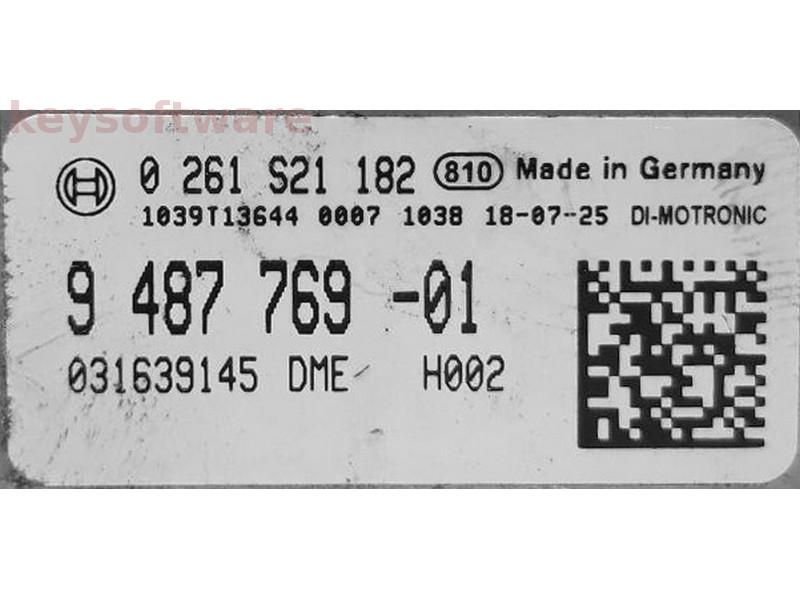 keysoftware
0 261 S21 182 810 Made in Germany
1039T13644 0007 1038 18-07-25 DI-MOTRONIC
9 487 769 -01
031639145 DME H002